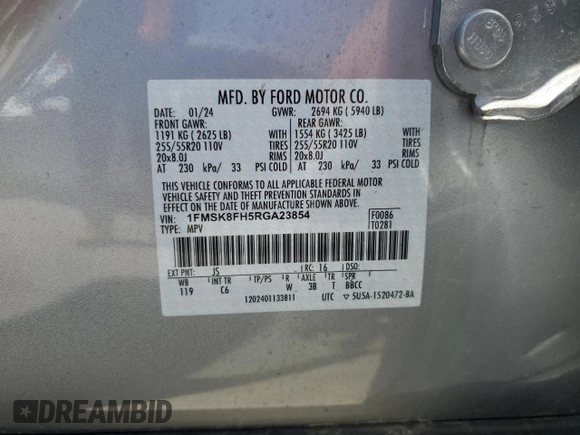 MFD. BY FORD MOTOR CO.
DATE: 01/24 GVWR: 2694 KG ( 5940 LB)
FRONT GAWR: REAR GAWR:
1191 KG ( 2625 LB) WITH 1554 KG ( 3425 LB) WITH
255/55R20 110V TIRES 255/55R20 110V TIRES
20x8.0J RIMS 20x8.0J RIMS
AT 230 kPa/ 33 PSI COLD AT 230 kPa/ 33 PSI COLD
THIS VEHICLE CONFORMS TO ALL APPLICABLE FEDERAL MOTOR
VEHICLE SAFETY AND THEFT PREVENTION STANDARDS IN
EFFECT ON THE DATE OF MANUFACTURE SHOWN ABOVE.
VIN: 1FMSK8FH5RGA23854 F0086
TYPE: MPV T0281
EXT PNT: JS RC: 16 DSO:
WB INT TR TP/PS R AXLE TR SPR
119 C6 W 3B T BBCC
1202401133811 UTC ▽ 5U5A-1520472-BA
DREAMBID